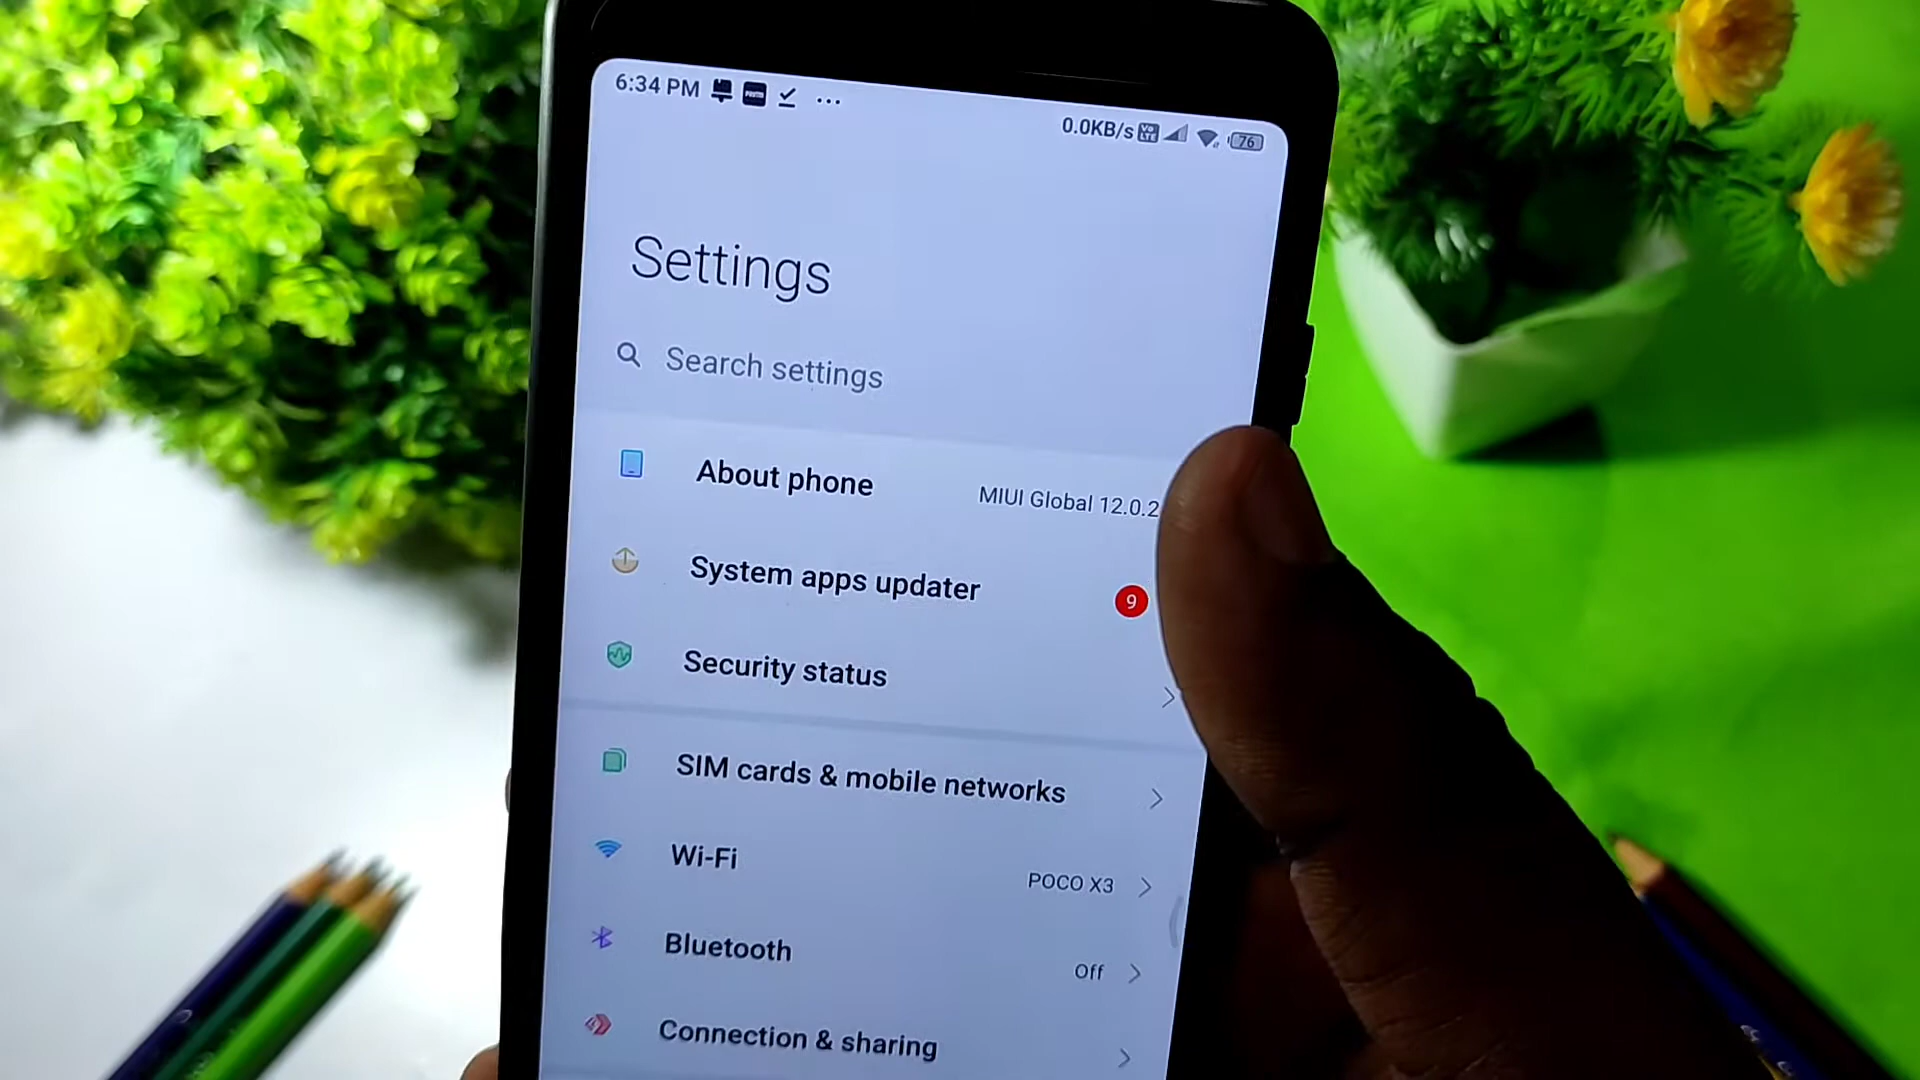 6:34 PM
0.0KB/s
76
Settings
Search settings
About phone
MIUI Global 12.0.2
System apps updater
9
Security status
SIM cards & mobile networks
Wi-Fi
POCO X3
Bluetooth
Off
Connection & sharing